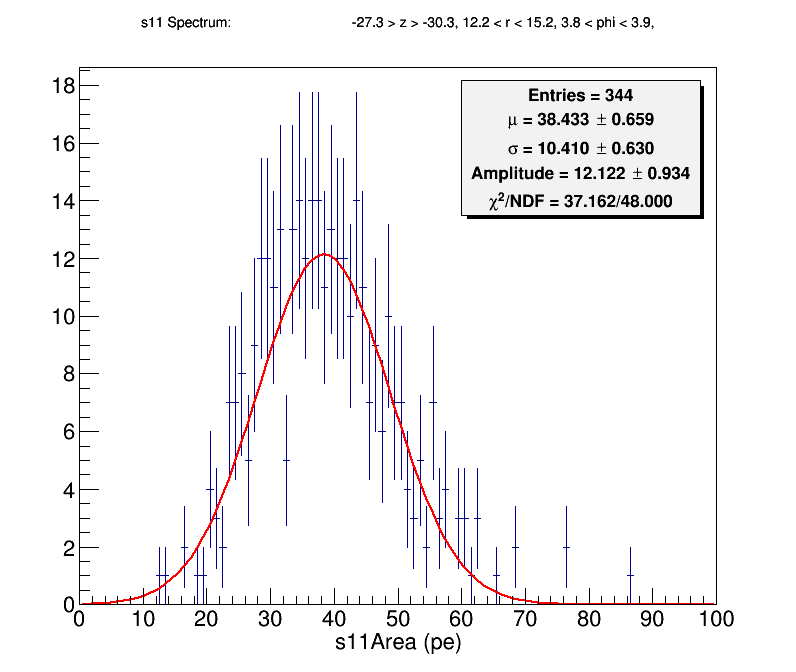 s11 Spectrum: -27.3 > z > -30.3, 12.2 < r < 15.2, 3.8 < phi < 3.9,
Entries = 344
μ = 38.433 ± 0.659
σ = 10.410 ± 0.630
Amplitude = 12.122 ± 0.934
χ²/NDF = 37.162/48.000
18
16
14
12
10
8
6
4
2
0
0 10 20 30 40 50 60 70 80 90 100
s11Area (pe)